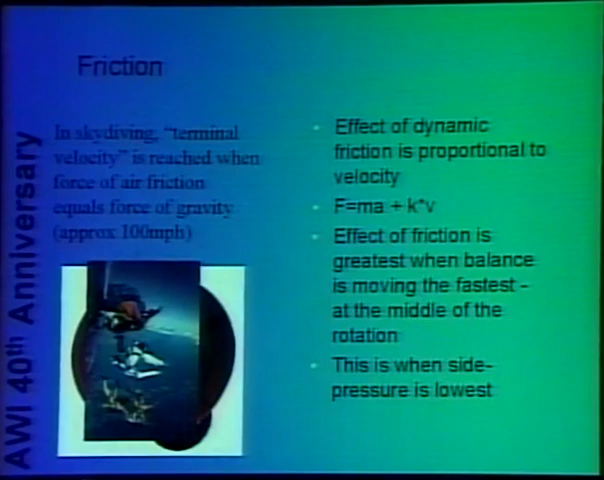 Friction
In skydiving, "terminal
velocity" is reached when
force of air friction
equals force of gravity
(approx 100mph)
• Effect of dynamic
friction is proportional to
velocity
• F=ma + k*v
• Effect of friction is
greatest when balance
is moving the fastest -
at the middle of the
rotation
• This is when side-
pressure is lowest
AWI 40th Anniversary